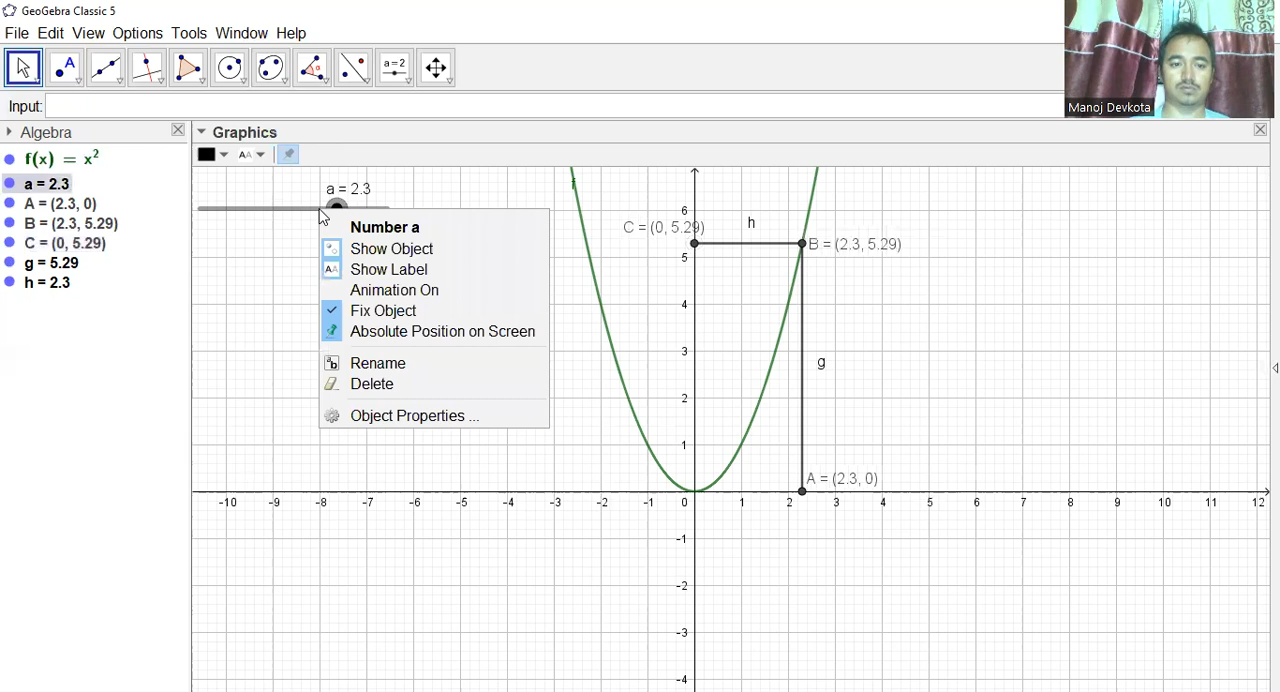 GeoGebra Classic 5
File Edit View Options Tools Window Help
A
a = 2
Input:
Manoj Devkota
Algebra
Graphics
AA
f(x) = x²
a = 2.3
A = (2.3, 0)
B = (2.3, 5.29)
C = (0, 5.29)
g = 5.29
h = 2.3
a = 2.3
Number a
Show Object
AA Show Label
Animation On
Fix Object
Absolute Position on Screen
ab Rename
Delete
Object Properties ...
f
C = (0, 5.29)
h
B = (2.3, 5.29)
g
A = (2.3, 0)
6
5
4
3
2
1
-10 -9 -8 -7 -6 -5 -4 -3 -2 -1 0 1 2 3 4 5 6 7 8 9 10 11 12
-1
-2
-3
-4